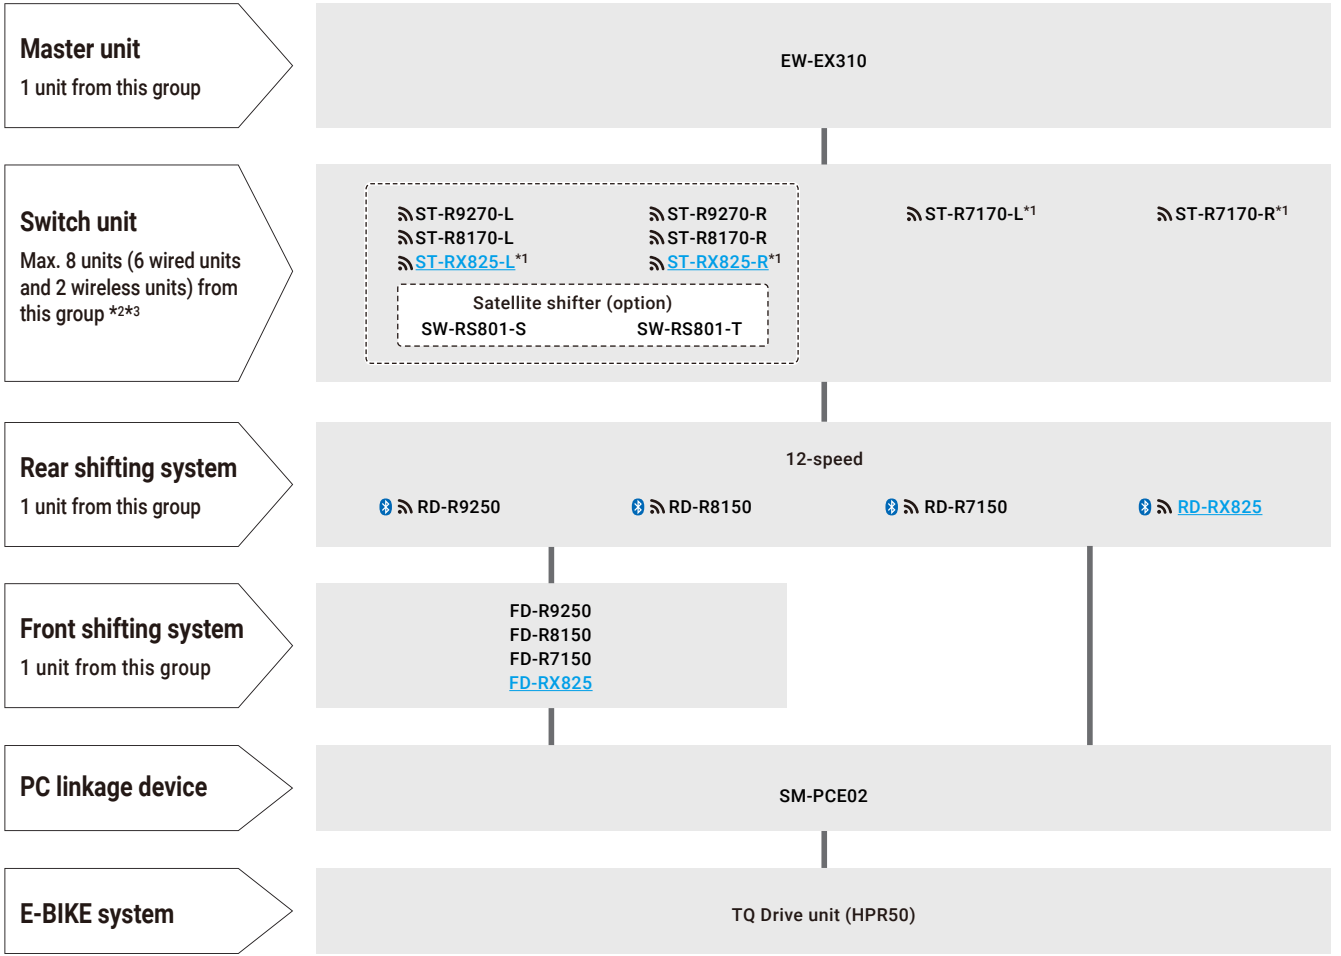 Master unit
1 unit from this group
EW-EX310
Switch unit
Max. 8 units (6 wired units
and 2 wireless units) from
this group *2*3
ST-R9270-L
ST-R9270-R
ST-R7170-L*1
ST-R7170-R*1
ST-R8170-L
ST-R8170-R
ST-RX825-L*1
ST-RX825-R*1
Satellite shifter (option)
SW-RS801-S
SW-RS801-T
Rear shifting system
1 unit from this group
12-speed
RD-R9250
RD-R8150
RD-R7150
RD-RX825
Front shifting system
1 unit from this group
FD-R9250
FD-R8150
FD-R7150
FD-RX825
PC linkage device
SM-PCE02
E-BIKE system
TQ Drive unit (HPR50)